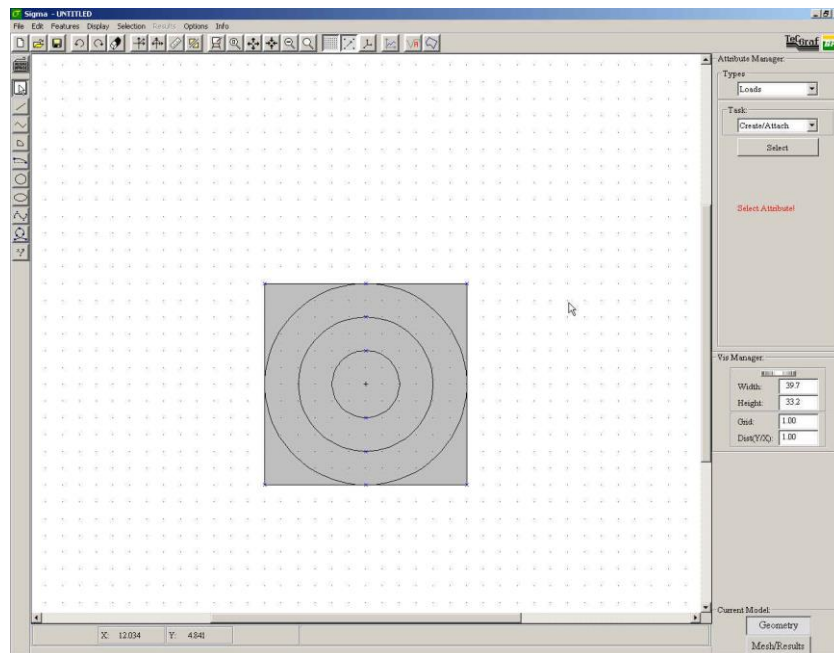 Sigma - UNTITLED
File Edit Features Display Selection Results Options Info
TeCGraf
Attribute Manager:
Types
Loads
Task:
Create/Attach
Select
Select Attribute!
Vis Manager:
Width: 39.7
Height: 33.2
Grid: 1.00
Dist(Y/X): 1.00
Current Model:
Geometry
Mesh/Results
X: 12.034 Y: 4.841